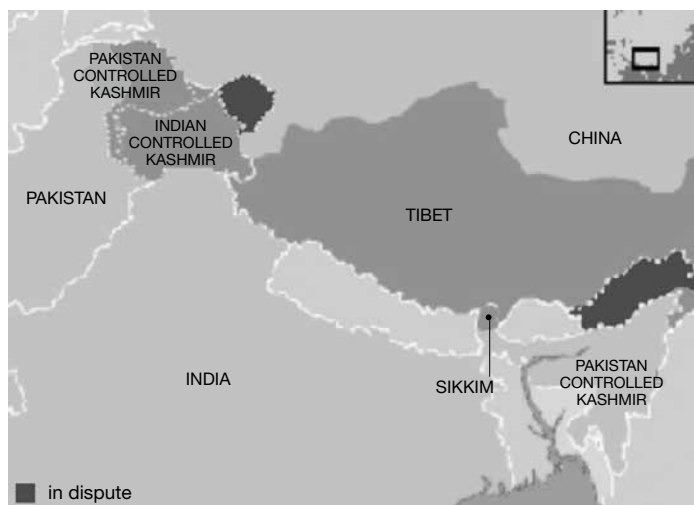 PAKISTAN
CONTROLLED
KASHMIR
INDIAN
CONTROLLED
KASHMIR
CHINA
PAKISTAN
TIBET
INDIA
SIKKIM
PAKISTAN
CONTROLLED
KASHMIR
in dispute